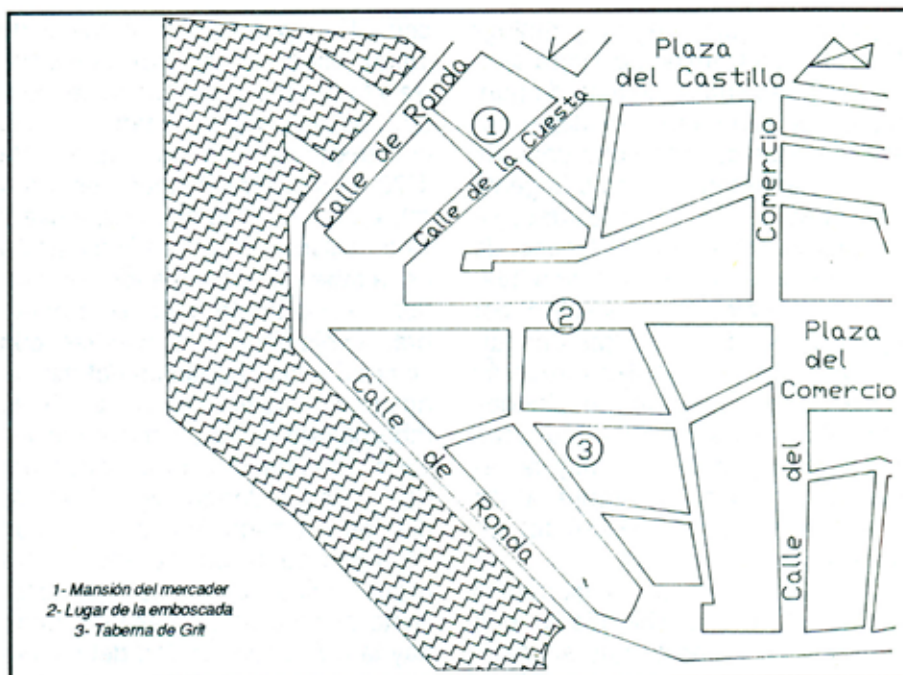 Plaza
del Castillo
Calle de Ronda
1
Calle de la Cuesta
Comercio
2
Plaza
del
Comercio
Calle de Ronda
3
Calle del
1- Mansión del mercader
2- Lugar de la emboscada
3- Taberna de Grit